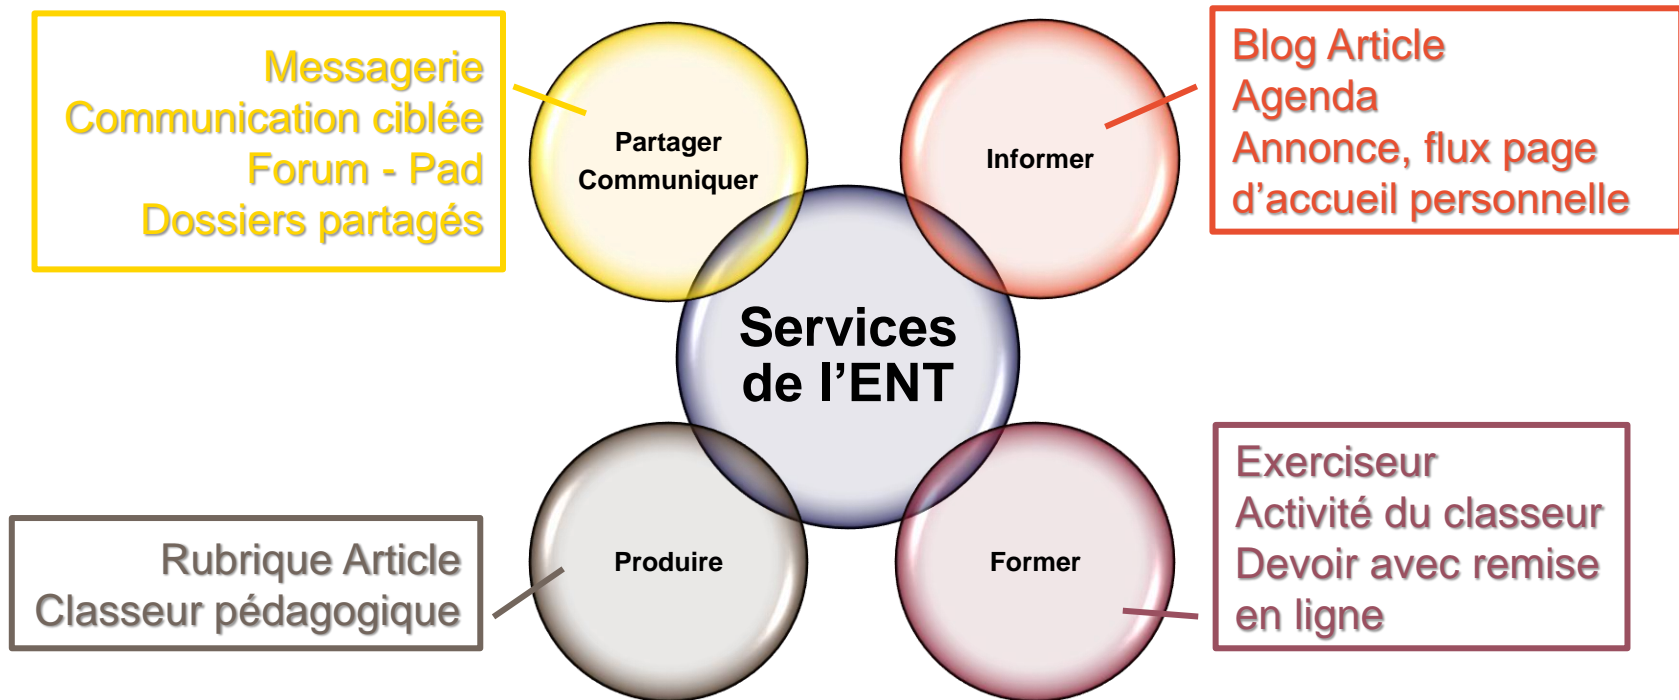 Messagerie
Communication ciblée
Forum - Pad
Dossiers partagés
Partager
Communiquer
Informer
Blog Article
Agenda
Annonce, flux page
d’accueil personnelle
Services
de l’ENT
Rubrique Article
Classeur pédagogique
Produire
Former
Exerciseur
Activité du classeur
Devoir avec remise
en ligne